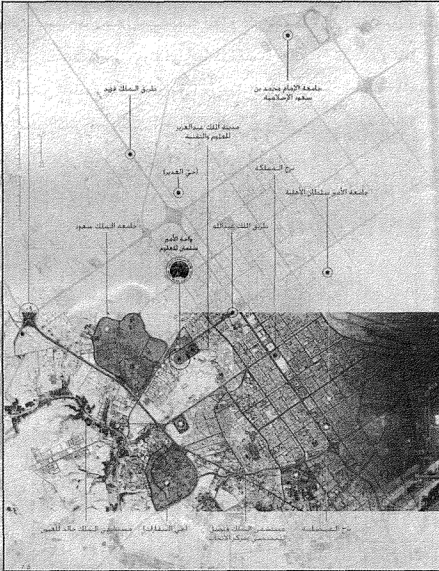 جامعة الإمام محمد بن
سعود الإسلامية
طريق الملك فهد
مدينة الملك عبدالعزيز
للعلوم والتقنية
برج المملكة
(حي الغدير)
جامعة الأمير سلطان الأهلية
جامعة الملك سعود
واحة الأمير
سلمان للعلوم
طريق الملك عبدالله
مستشفى الملك خالد للعيون
(حي السفارات)
مستشفى الملك فيصل
التخصصي ومركز الأبحاث
برج الفيصلية